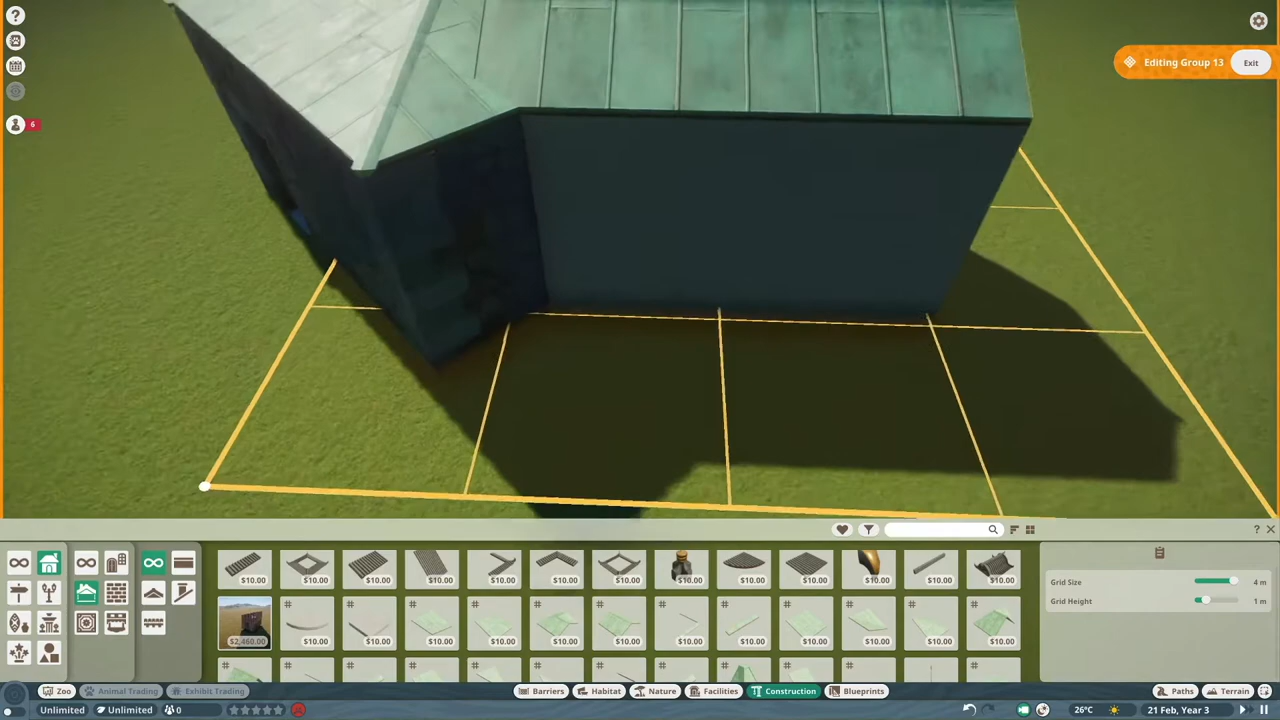 ?
6
Editing Group 13 Exit
?
$10.00 $10.00 $10.00 $10.00 $10.00 $10.00 $10.00 $10.00 $10.00 $10.00 $10.00 $10.00 $10.00
Grid Size 4 m
Grid Height 1 m
$2,460.00 $10.00 $10.00 $10.00 $10.00 $10.00 $10.00 $10.00 $10.00 $10.00 $10.00 $10.00 $10.00
Zoo Animal Trading Exhibit Trading Barriers Habitat Nature Facilities Construction Blueprints Paths Terrain
Unlimited Unlimited 0 26°C 21 Feb, Year 3